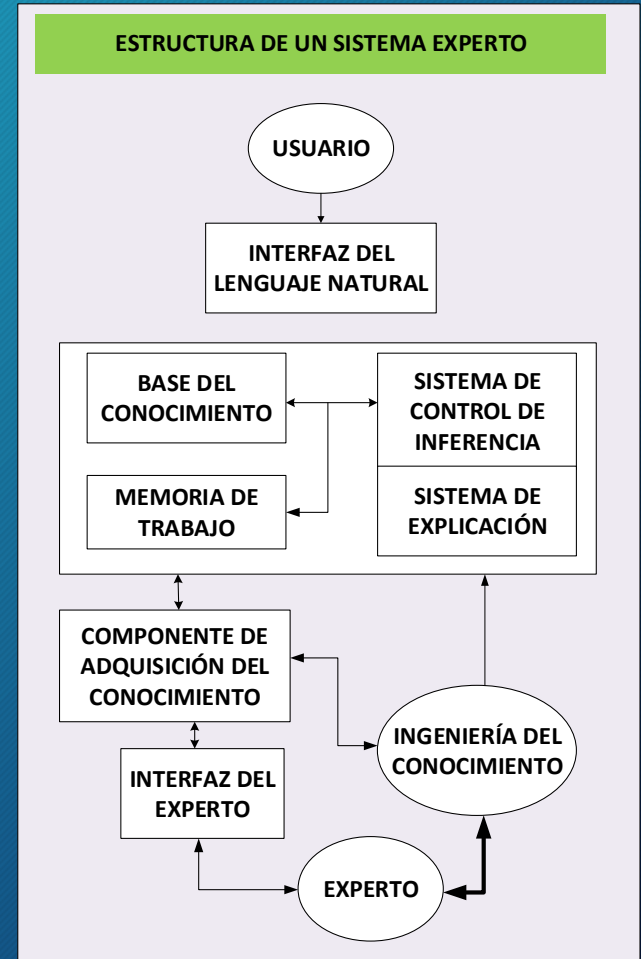 ESTRUCTURA DE UN SISTEMA EXPERTO
USUARIO
INTERFAZ DEL
LENGUAJE NATURAL
BASE DEL
CONOCIMIENTO
SISTEMA DE
CONTROL DE
INFERENCIA
MEMORIA DE
TRABAJO
SISTEMA DE
EXPLICACIÓN
COMPONENTE DE
ADQUISICIÓN DEL
CONOCIMIENTO
INGENIERÍA DEL
CONOCIMIENTO
INTERFAZ DEL
EXPERTO
EXPERTO